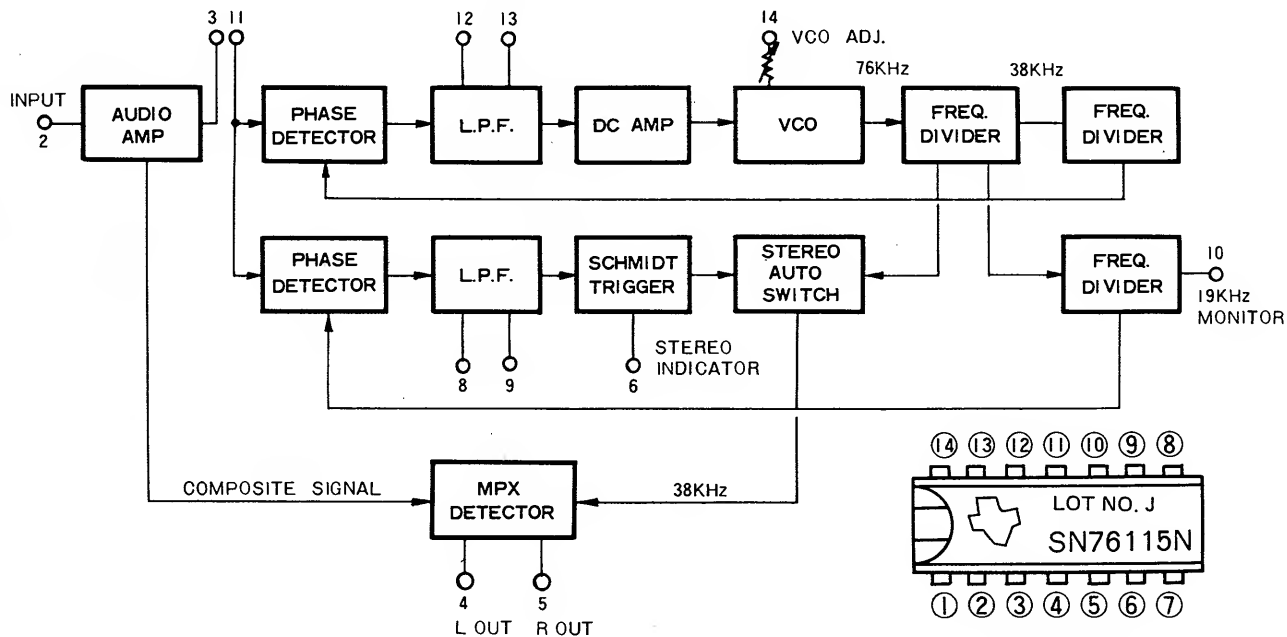 3 11
12
13
14
VCO ADJ.
76KHz
38KHz
INPUT
2
AUDIO
AMP
PHASE
DETECTOR
L.P.F.
DC AMP
VCO
FREQ.
DIVIDER
FREQ.
DIVIDER
PHASE
DETECTOR
L.P.F.
SCHMIDT
TRIGGER
STEREO
AUTO
SWITCH
FREQ.
DIVIDER
10
19KHz
MONITOR
8
9
6
STEREO
INDICATOR
COMPOSITE SIGNAL
MPX
DETECTOR
38KHz
4
5
L OUT R OUT
14 13 12 11 10 9 8
LOT NO. J
SN76115N
1 2 3 4 5 6 7